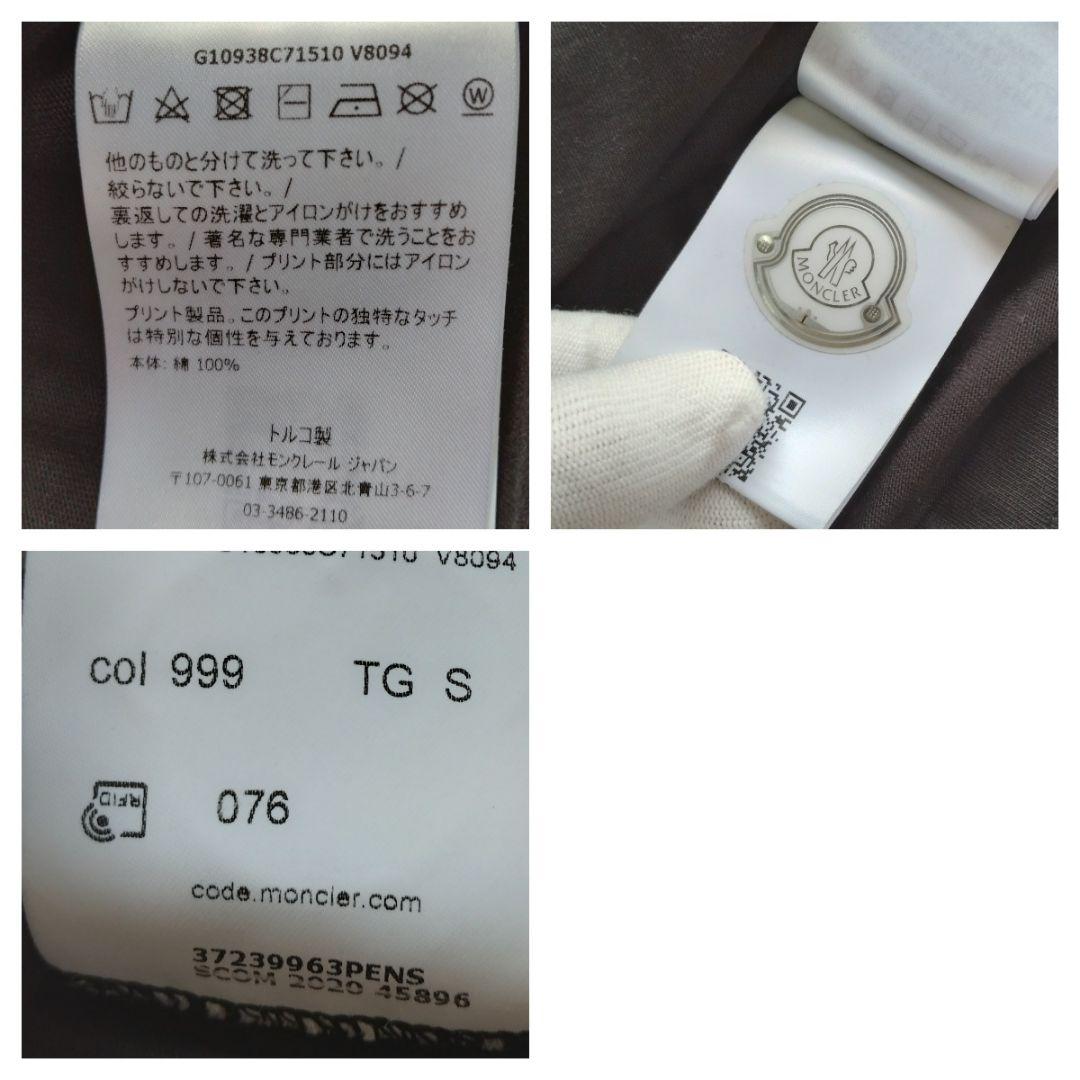 G10938C71510 V8094
W
他のものと分けて洗って下さい。/
絞らないで下さい。/
裏返しての洗濯とアイロンがけをおすすめ
します。/ 著名な専門業者で洗うことをお
すすめします。/ プリント部分にはアイロン
がけしないで下さい。
プリント製品。このプリントの独特なタッチ
は特別な個性を与えております。
本体: 綿 100%
トルコ製
株式会社モンクレール ジャパン
〒107-0061 東京都港区北青山3-6-7
03-3486-2110
MONCLER
V8094
col 999 TG S
RFID 076
code.moncler.com
37239963PENS
SCOM 2020 45896